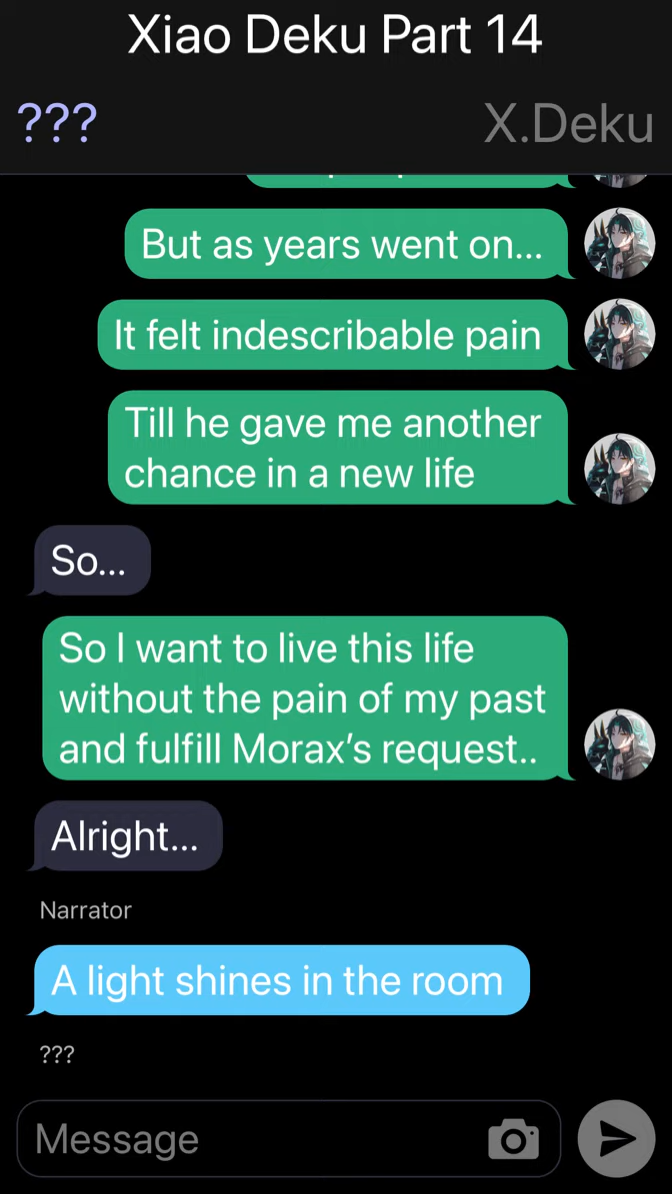 Xiao Deku Part 14
???
X.Deku
But as years went on...
It felt indescribable pain
Till he gave me another
chance in a new life
So...
So I want to live this life
without the pain of my past
and fulfill Morax’s request..
Alright...
Narrator
A light shines in the room
???
Message